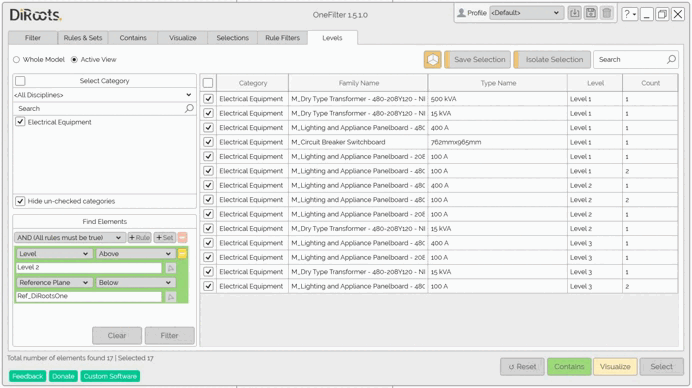 DiRoots.
OneFilter 1.5.1.0
Profile <Default>
?
Filter Rules & Sets Contains Visualize Selections Rule Filters Levels
Whole Model Active View
Save Selection Isolate Selection Search
Select Category
<All Disciplines>
Search
Electrical Equipment
Hide un-checked categories
Find Elements
AND (All rules must be true) +Rule +Set
Level Above
Level 2
Reference Plane Below
Ref_DiRootsOne
Clear Filter
Category Family Name Type Name Level Count
Electrical Equipment M_Dry Type Transformer - 480-208Y120 - NI 500 kVA Level 1 1
Electrical Equipment M_Dry Type Transformer - 480-208Y120 - NI 15 kVA Level 1 1
Electrical Equipment M_Lighting and Appliance Panelboard - 480 400 A Level 1 1
Electrical Equipment M_Circuit Breaker Switchboard 762mmx965mm Level 1 1
Electrical Equipment M_Lighting and Appliance Panelboard - 208 100 A Level 1 1
Electrical Equipment M_Lighting and Appliance Panelboard - 480 100 A Level 1 2
Electrical Equipment M_Lighting and Appliance Panelboard - 480 400 A Level 2 1
Electrical Equipment M_Lighting and Appliance Panelboard - 480 100 A Level 2 2
Electrical Equipment M_Lighting and Appliance Panelboard - 208 100 A Level 2 1
Electrical Equipment M_Dry Type Transformer - 480-208Y120 - NI 15 kVA Level 2 1
Electrical Equipment M_Lighting and Appliance Panelboard - 480 400 A Level 3 1
Electrical Equipment M_Lighting and Appliance Panelboard - 208 100 A Level 3 1
Electrical Equipment M_Dry Type Transformer - 480-208Y120 - NI 15 kVA Level 3 1
Electrical Equipment M_Lighting and Appliance Panelboard - 480 100 A Level 3 2
Total number of elements found 17 | Selected 17
Feedback Donate Custom Software
Reset Contains Visualize Select